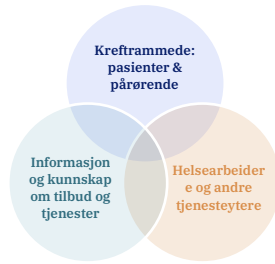 Kreftrammede:
pasienter &
pårørende
Informasjon
og kunnskap
om tilbud og
tjenester
Helsearbeider
e og andre
tjenesteytere